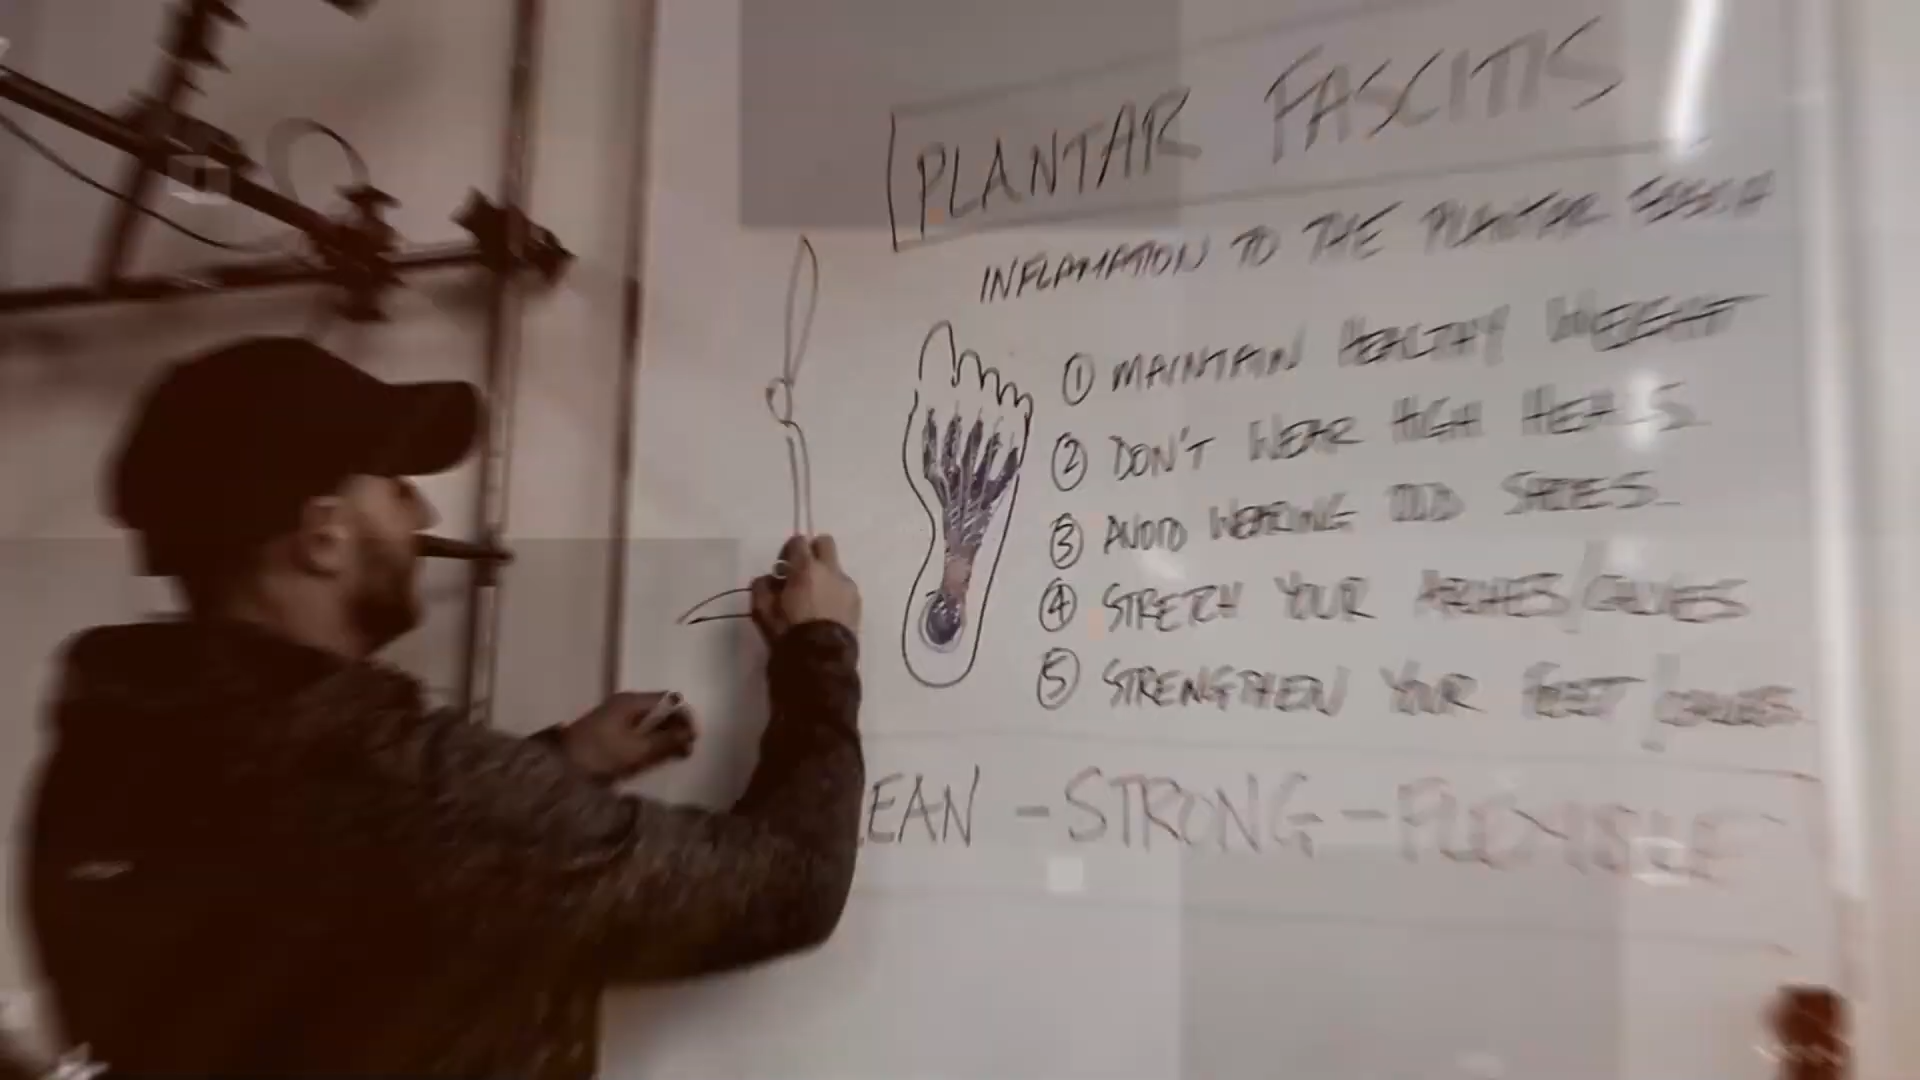 PLANTAR FASCITIS
INFLAMATION TO THE PLANTAR FASCIA
① MAINTAIN HEALTHY WEIGHT
② DON'T WEAR HIGH HEALS.
③ AVOID WEARING OLD SHOES.
④ STRETCH YOUR ARCHES/CALVES
⑤ STRENGTHEN YOUR FEET/CALVES.
LEAN - STRONG - FLEXIBLE